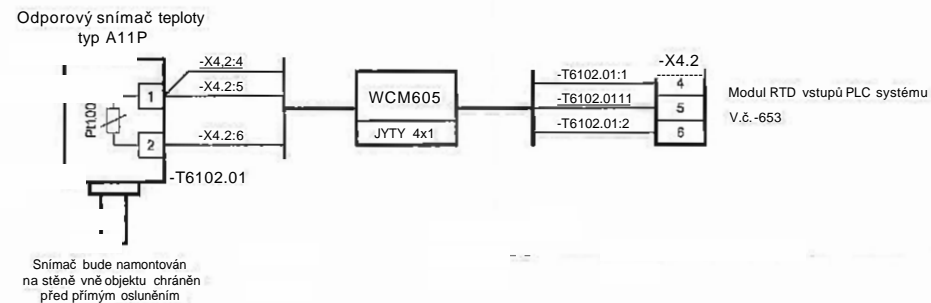 Odporový snímač teploty
typ A11P
-X4,2:4
-X4.2:5
-X4.2:6
1
2
Pt100
-T6102.01
WCM605
JYTY 4x1
-T6102.01:1
-T6102.0111
-T6102.01:2
-X4.2
4
5
6
Modul RTD vstupů PLC systému
V.č.-653
Snímač bude namontován
na stěně vně objektu chráněn
před přímým osluněním